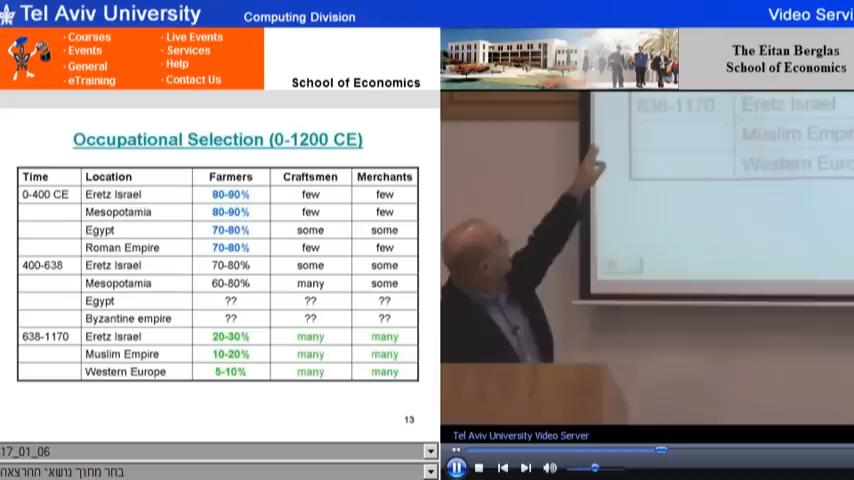 Tel Aviv University
Computing Division
Video Servi
Courses
Live Events
Events
Services
General
Help
eTraining
Contact Us
School of Economics
The Eitan Berglas
School of Economics
Occupational Selection (0-1200 CE)
Time Location Farmers Craftsmen Merchants
0-400 CE Eretz Israel 80-90% few few
Mesopotamia 80-90% few few
Egypt 70-80% some some
Roman Empire 70-80% few few
400-638 Eretz Israel 70-80% some some
Mesopotamia 60-80% many some
Egypt ?? ?? ??
Byzantine empire ?? ?? ??
638-1170 Eretz Israel 20-30% many many
Muslim Empire 10-20% many many
Western Europe 5-10% many many
13
638-1170 Eretz Israel
Muslim Empir
Western Euro
17_01_06
בחר מתוך נושאי ההרצאה
Tel Aviv University Video Server